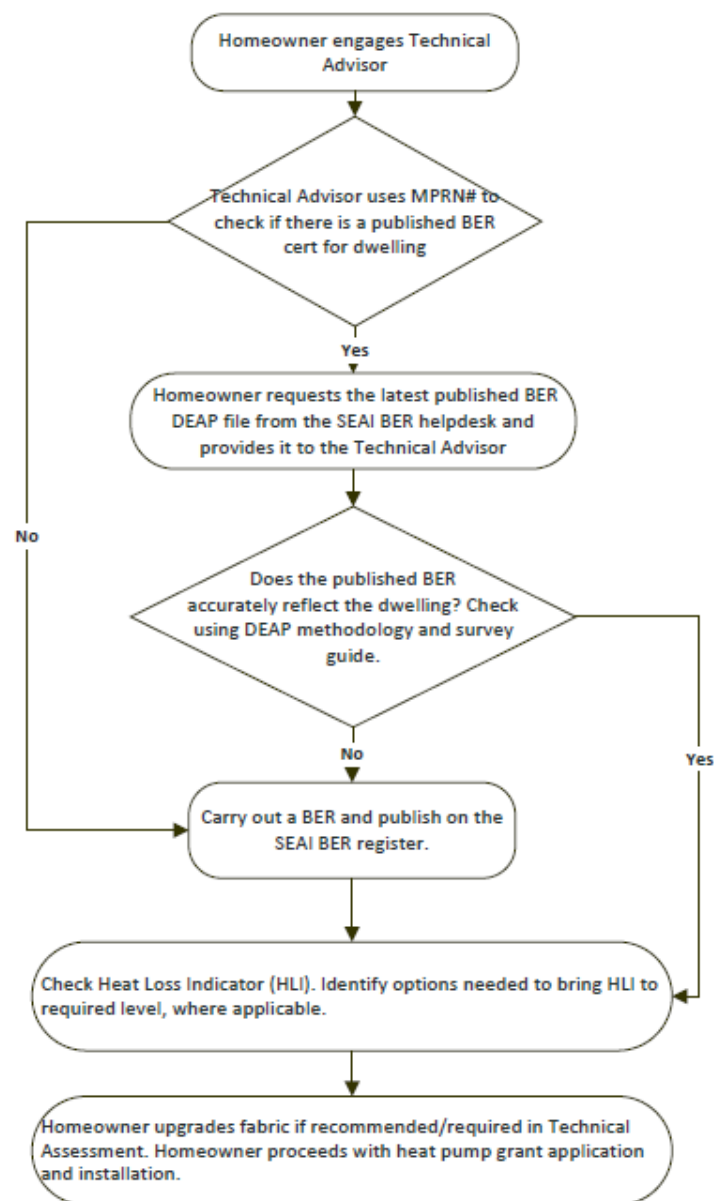 Homeowner engages Technical
Advisor
Technical Advisor uses MPRN# to
check if there is a published BER
cert for dwelling
Yes
Homeowner requests the latest published BER
DEAP file from the SEAI BER helpdesk and
provides it to the Technical Advisor
No
Does the published BER
accurately reflect the dwelling? Check
using DEAP methodology and survey
guide.
No
Yes
Carry out a BER and publish on the
SEAI BER register.
Check Heat Loss Indicator (HLI). Identify options needed to bring HLI to
required level, where applicable.
Homeowner upgrades fabric if recommended/required in Technical
Assessment. Homeowner proceeds with heat pump grant application
and installation.